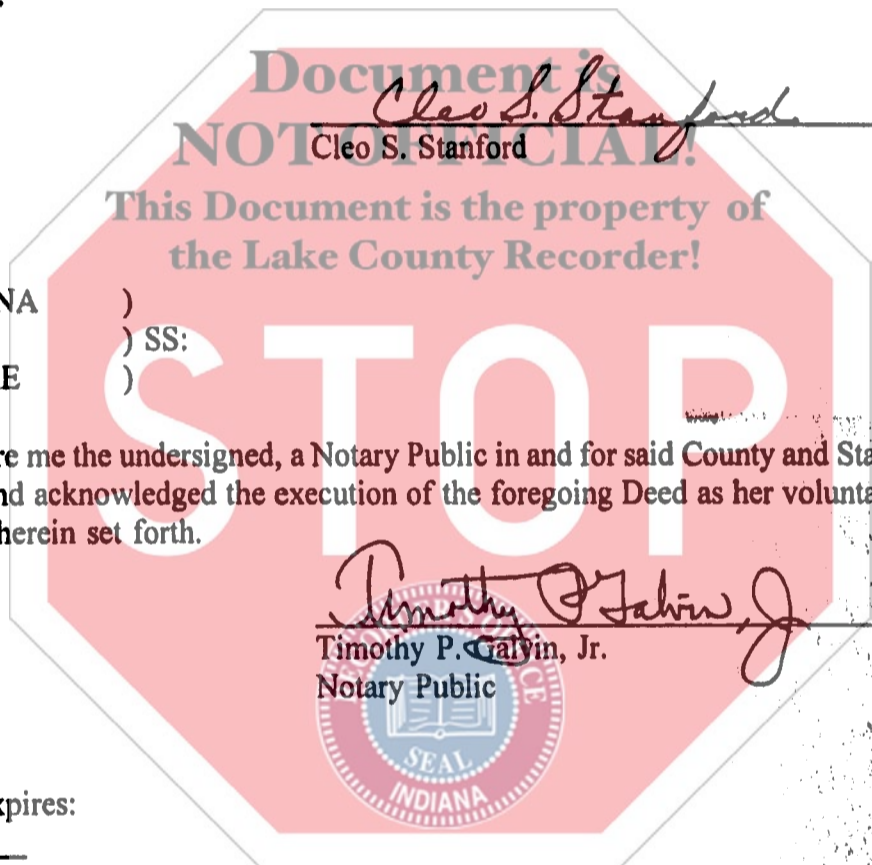 Document is
Cleo S. Stanford
NOT OFFICIAL!
Cleo S. Stanford
This Document is the property of
the Lake County Recorder!
NA )
) SS:
E )
STOP
re me the undersigned, a Notary Public in and for said County and Sta
nd acknowledged the execution of the foregoing Deed as her volunta
herein set forth.
Timothy P Galvin, Jr
Timothy P. Galvin, Jr.
Notary Public
RECORDER'S OFFICE
SEAL
INDIANA
xpires: